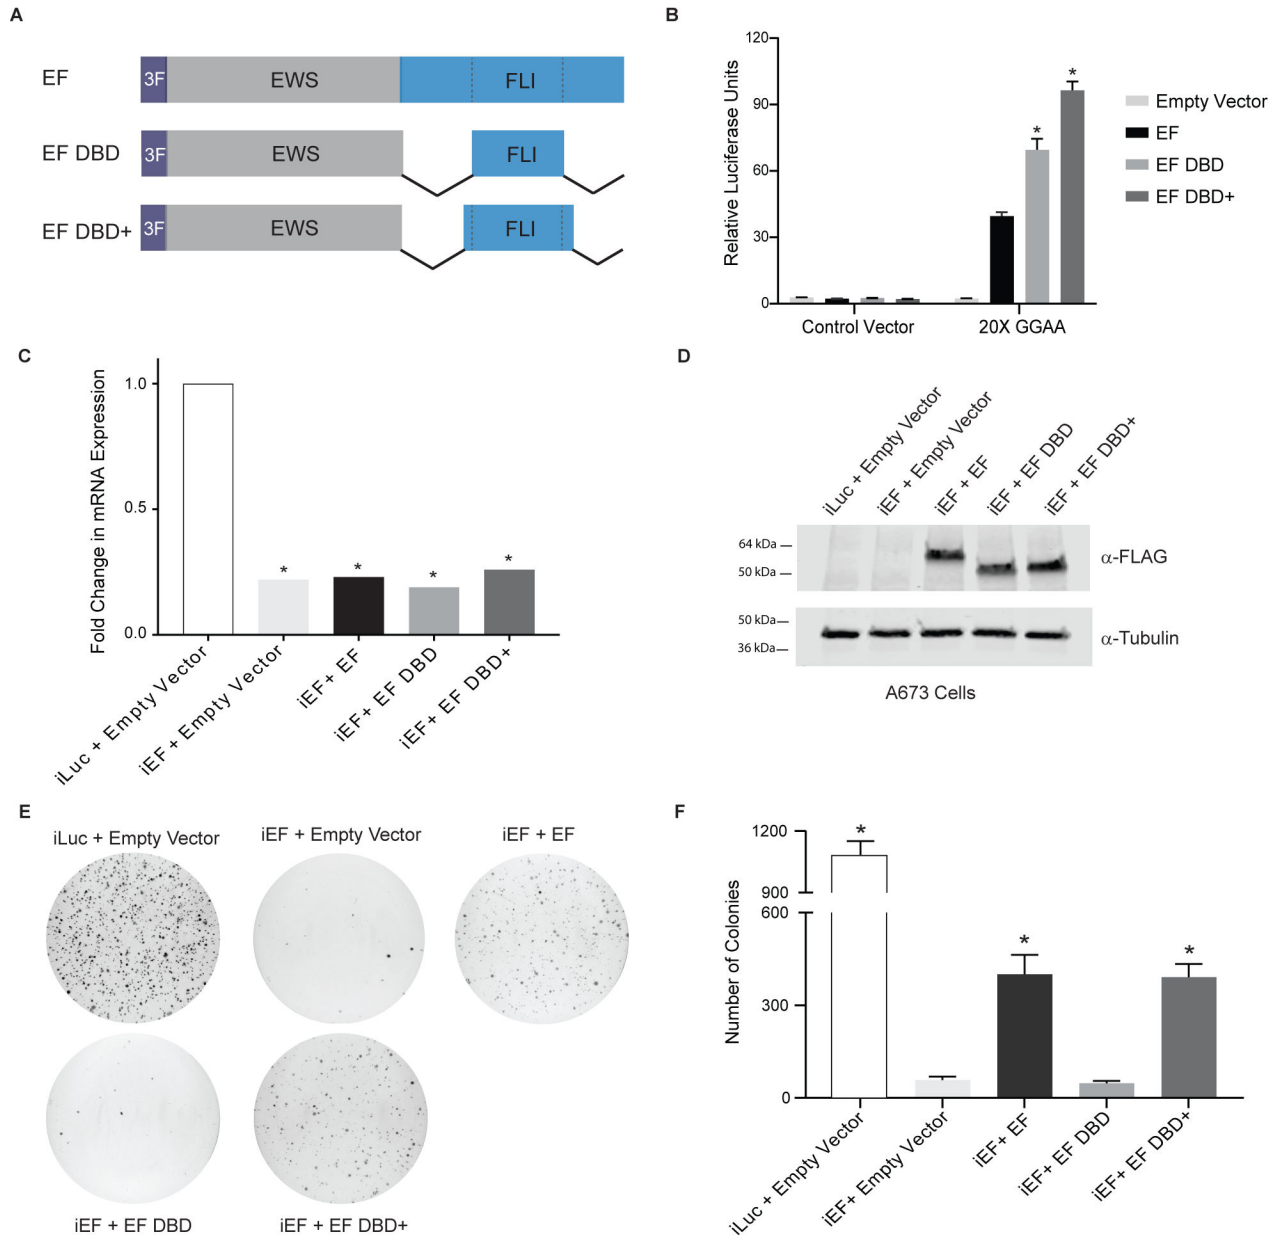 A
EF
3F
EWS
FLI
EF DBD
3F
EWS
FLI
EF DBD+
3F
EWS
FLI
B
Relative Luciferase Units
120
90
60
30
0
*
*
Control Vector
20X GGAA
Empty Vector
EF
EF DBD
EF DBD+
C
Fold Change in mRNA Expression
1.0
0.5
0.0
*
*
*
*
iLuc + Empty Vector
iEF + Empty Vector
iEF+ EF
iEF+ EF DBD
iEF+ EF DBD+
D
iLuc + Empty Vector
iEF + Empty Vector
iEF + EF
iEF + EF DBD
iEF + EF DBD+
64 kDa
50 kDa
α-FLAG
50 kDa
36 kDa
α-Tubulin
A673 Cells
E
iLuc + Empty Vector
iEF + Empty Vector
iEF + EF
iEF + EF DBD
iEF + EF DBD+
F
Number of Colonies
1200
900
600
300
0
*
*
*
iLuc + Empty Vector
iEF+ Empty Vector
iEF+ EF
iEF+ EF DBD
iEF+ EF DBD+